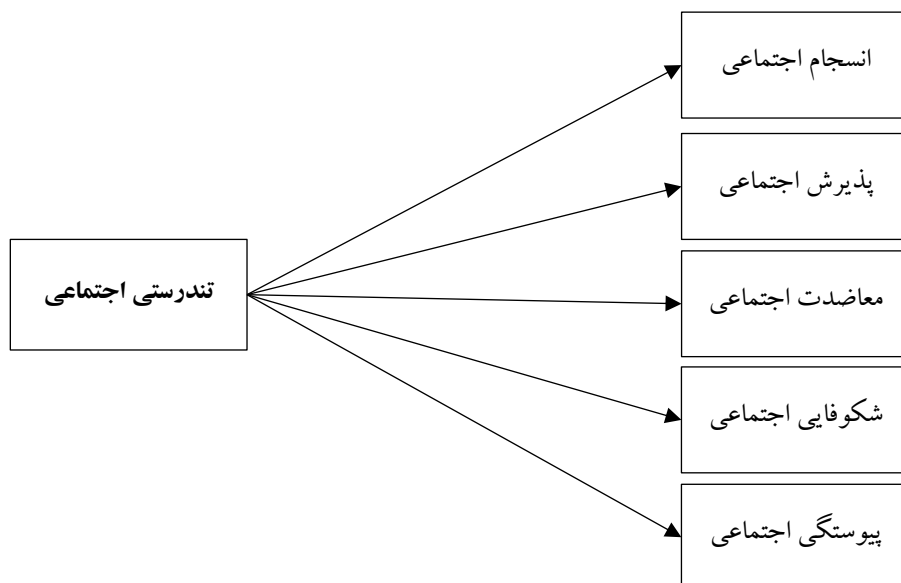 انسجام اجتماعی
پذیرش اجتماعی
تندرستی اجتماعی
معاضدت اجتماعی
شکوفایی اجتماعی
پیوستگی اجتماعی